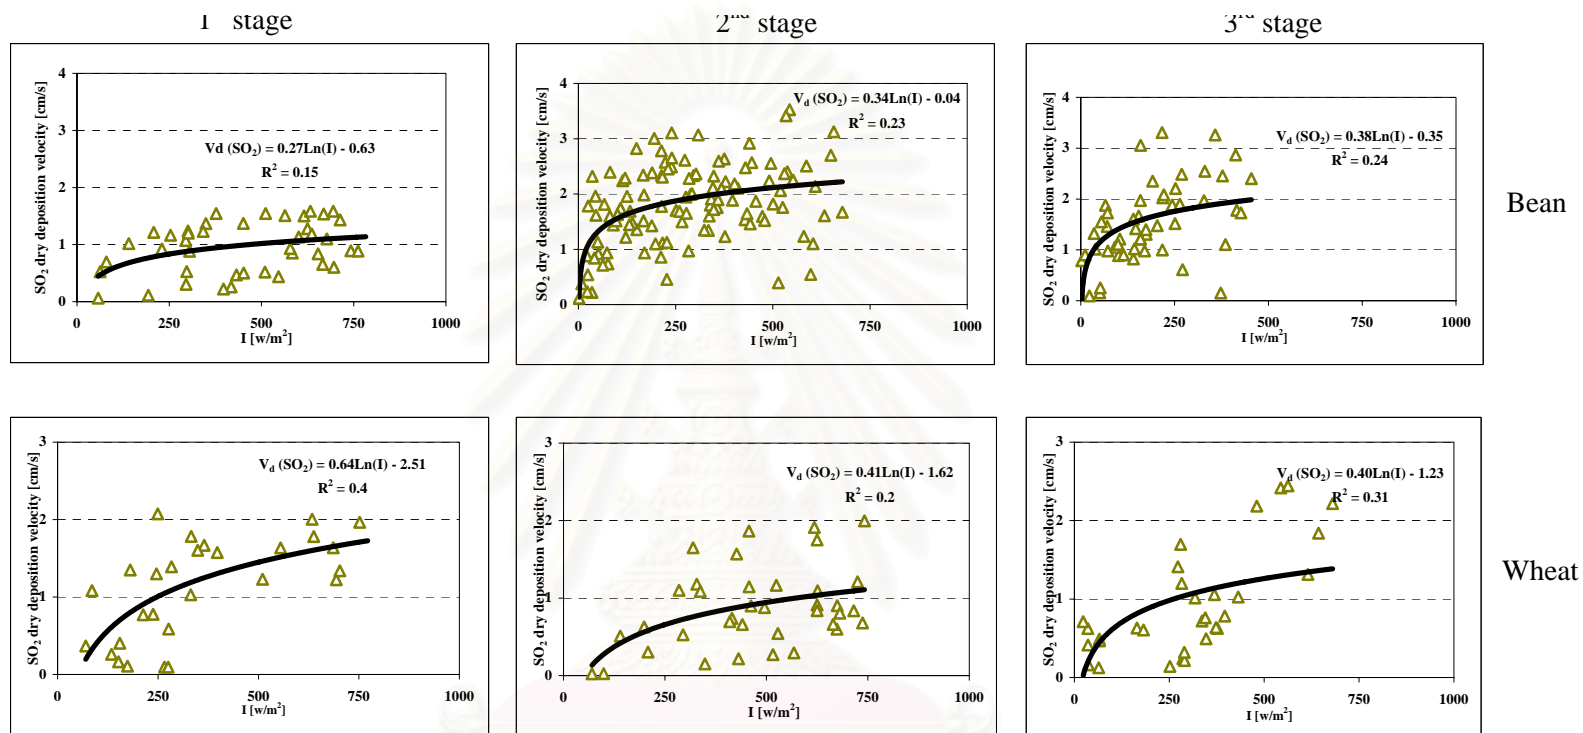 1 stage
2nd stage
3rd stage
SO2 dry deposition velocity [cm/s]
4
3
2
1
0
Vd (SO2) = 0.27Ln(I) - 0.63
R2 = 0.15
0 250 500 750 1000
I [w/m2]
SO2 dry deposition velocity [cm/s]
4
3
2
1
0
Vd (SO2) = 0.34Ln(I) - 0.04
R2 = 0.23
0 250 500 750 1000
I [w/m2]
SO2 dry deposition velocity [cm/s]
4
3
2
1
0
Vd (SO2) = 0.38Ln(I) - 0.35
R2 = 0.24
0 250 500 750 1000
I [w/m2]
Bean
SO2 dry deposition velocity [cm/s]
3
2
1
0
Vd (SO2) = 0.64Ln(I) - 2.51
R2 = 0.4
0 250 500 750 1000
I [w/m2]
SO2 dry deposition velocity [cm/s]
3
2
1
0
Vd (SO2) = 0.41Ln(I) - 1.62
R2 = 0.2
0 250 500 750 1000
I [w/m2]
SO2 dry deposition velocity [cm/s]
3
2
1
0
Vd (SO2) = 0.40Ln(I) - 1.23
R2 = 0.31
0 250 500 750 1000
I [w/m2]
Wheat